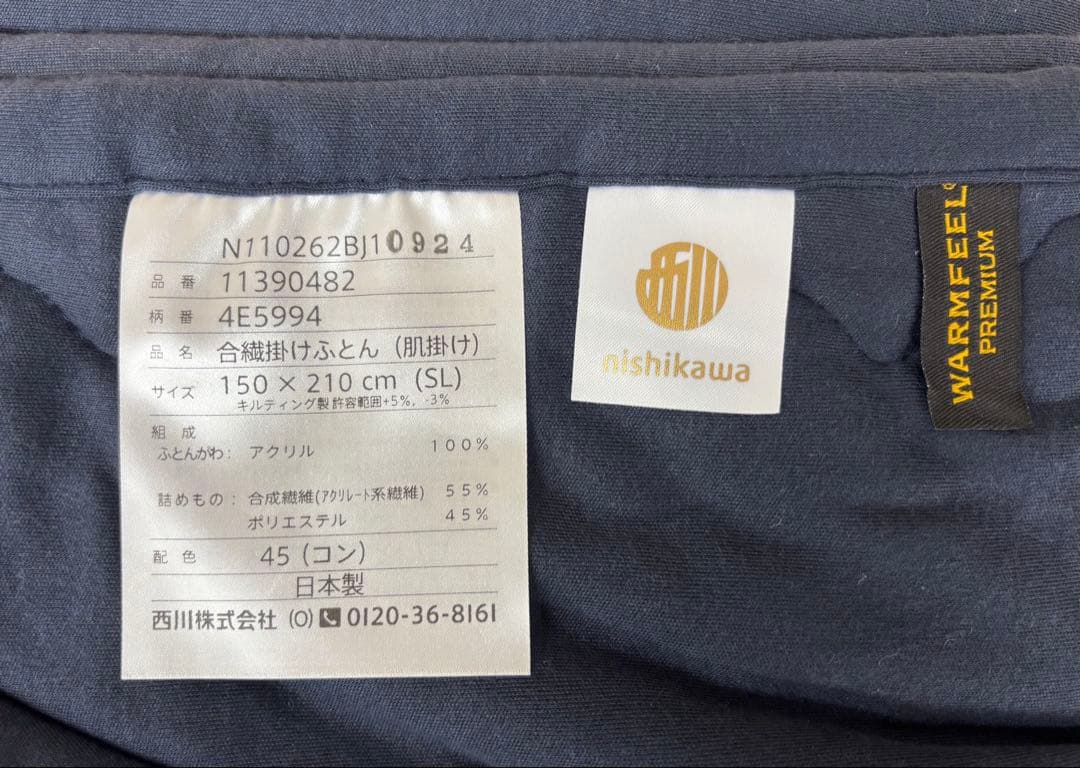 N110262BJ10924
品番 11390482
柄番 4E5994
品名 合繊掛けふとん（肌掛け）
サイズ 150 × 210 cm（SL）
キルティング製 許容範囲+5%，-3%
組成
ふとんがわ： アクリル 100%
詰めもの： 合成繊維(アクリレート系繊維) 55%
ポリエステル 45%
配色 45（コン）
日本製
西川株式会社 (O) 0120-36-8161
西川
nishikawa
WARMFEEL®
PREMIUM